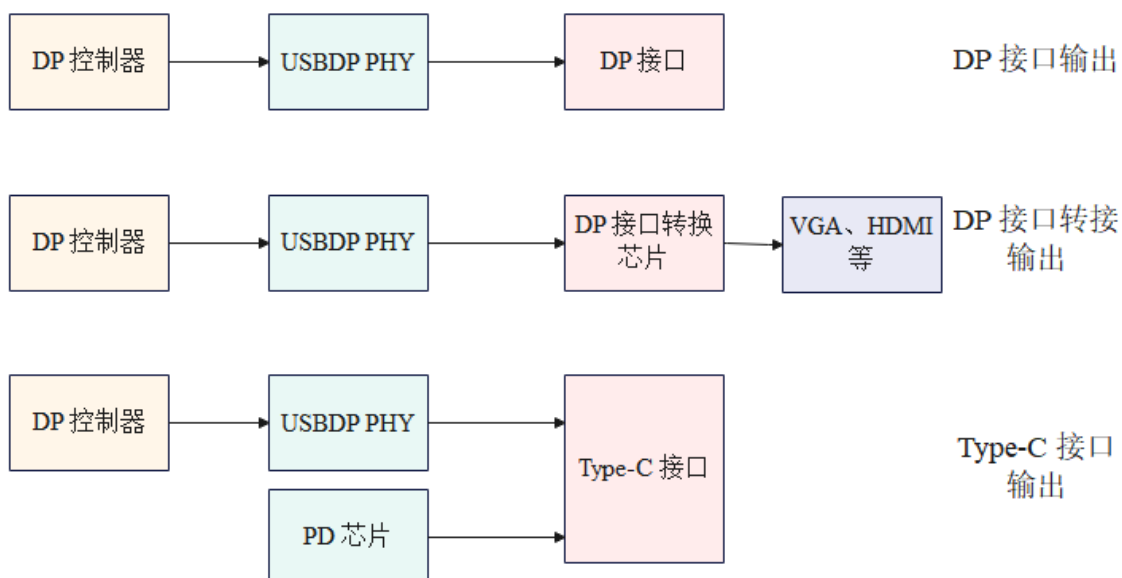 DP 控制器
USBDP PHY
DP 接口
DP 接口输出
DP 控制器
USBDP PHY
DP 接口转换
芯片
VGA、HDMI
等
DP 接口转接
输出
DP 控制器
USBDP PHY
Type-C 接口
PD 芯片
Type-C 接口
输出